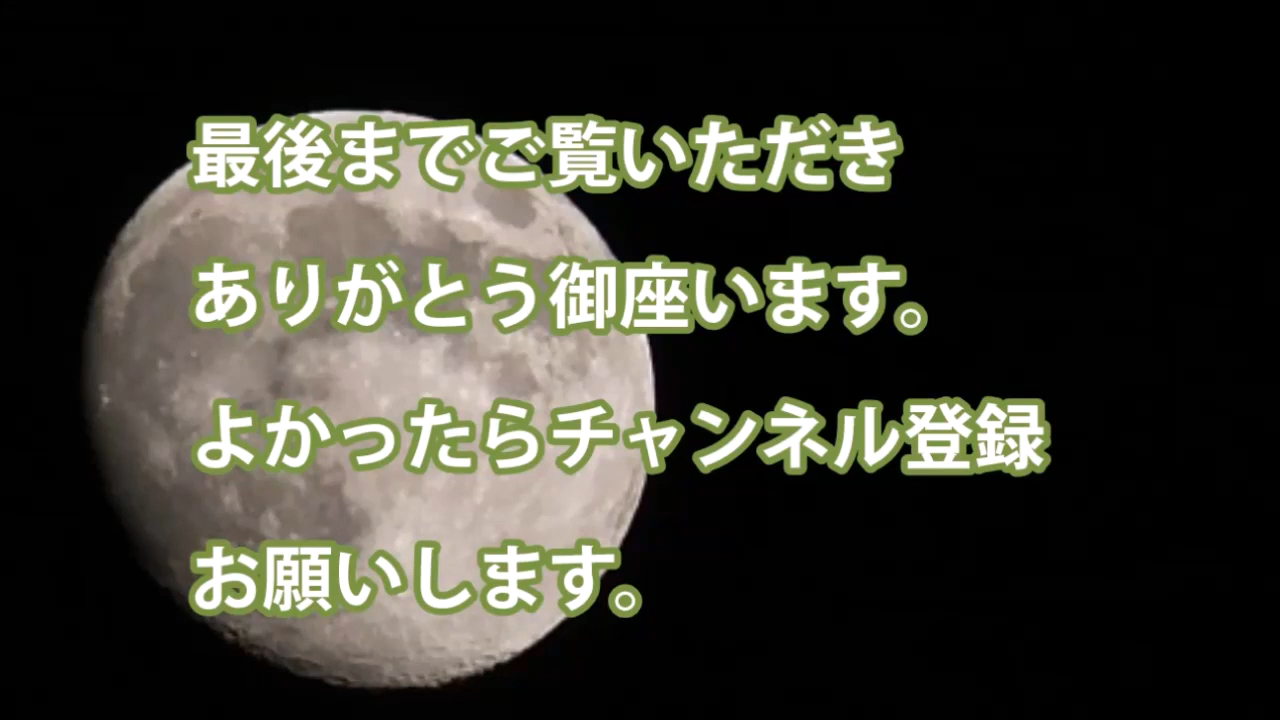 最後までご覧いただき
ありがとう御座います。
よかったらチャンネル登録
お願いします。